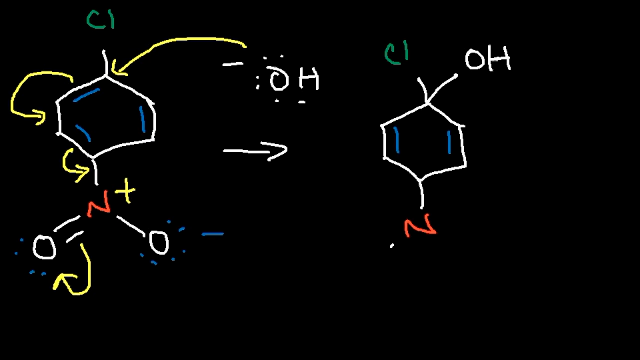 Cl
- :OH
Cl OH
N +
O O -
N